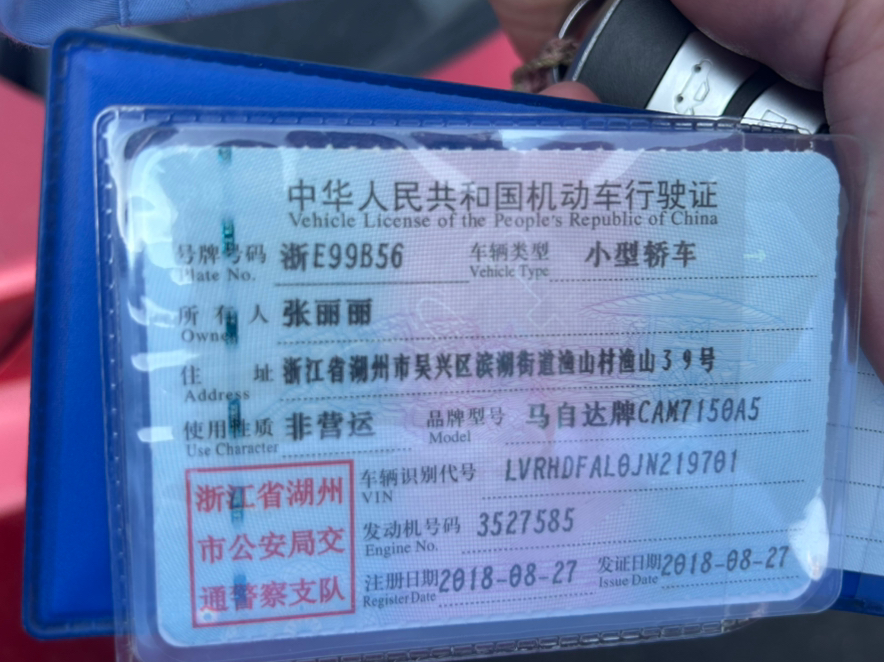 中华人民共和国机动车行驶证
Vehicle License of the People's Republic of China
号牌号码 浙E99B56 车辆类型 小型轿车
Plate No. Vehicle Type
所有人 张丽丽
Owner
住址 浙江省湖州市吴兴区滨湖街道渔山村渔山39号
Address
使用性质 非营运 品牌型号 马自达牌CAM7150A5
Use Character Model
浙江省湖州
市公安局交
通警察支队
车辆识别代号 LVRHDFAL0JN219701
VIN
发动机号码 3527585
Engine No.
注册日期 2018-08-27 发证日期 2018-08-27
Register Date Issue Date